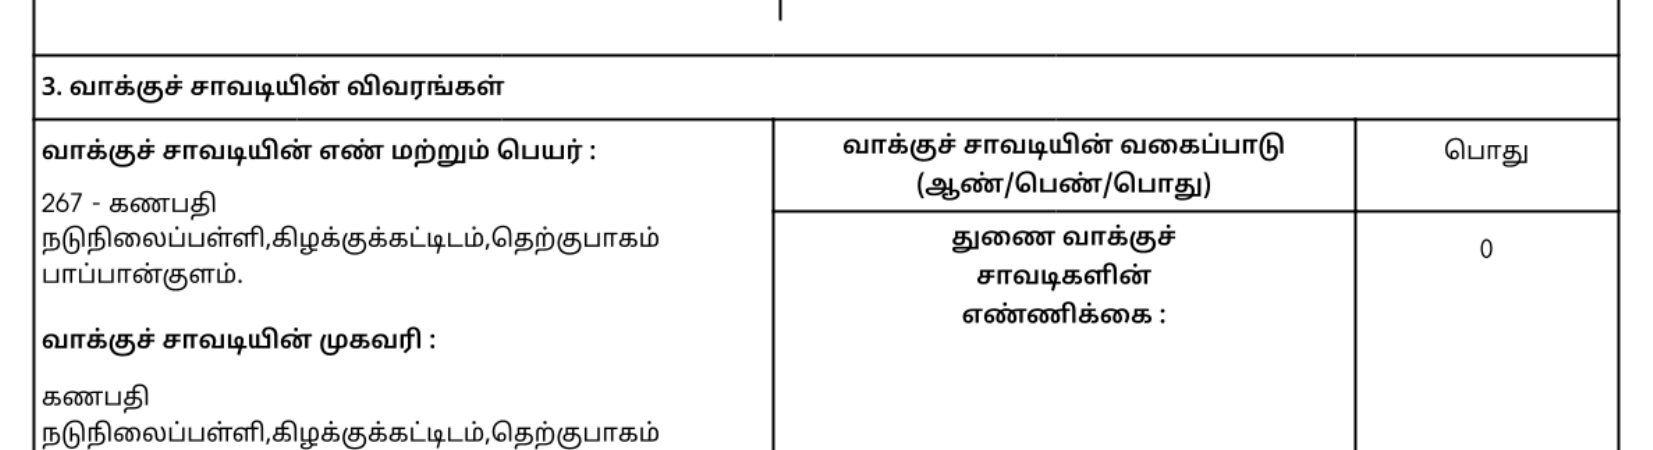 3. வாக்குச் சாவடியின் விவரங்கள்
வாக்குச் சாவடியின் எண் மற்றும் பெயர் :
267 - கணபதி
நடுநிலைப்பள்ளி,கிழக்குக்கட்டிடம்,தெற்குபாகம்
பாப்பான்குளம்.
வாக்குச் சாவடியின் முகவரி :
கணபதி
நடுநிலைப்பள்ளி,கிழக்குக்கட்டிடம்,தெற்குபாகம்
வாக்குச் சாவடியின் வகைப்பாடு
(ஆண்/பெண்/பொது)
பொது
துணை வாக்குச்
சாவடிகளின்
எண்ணிக்கை :
0